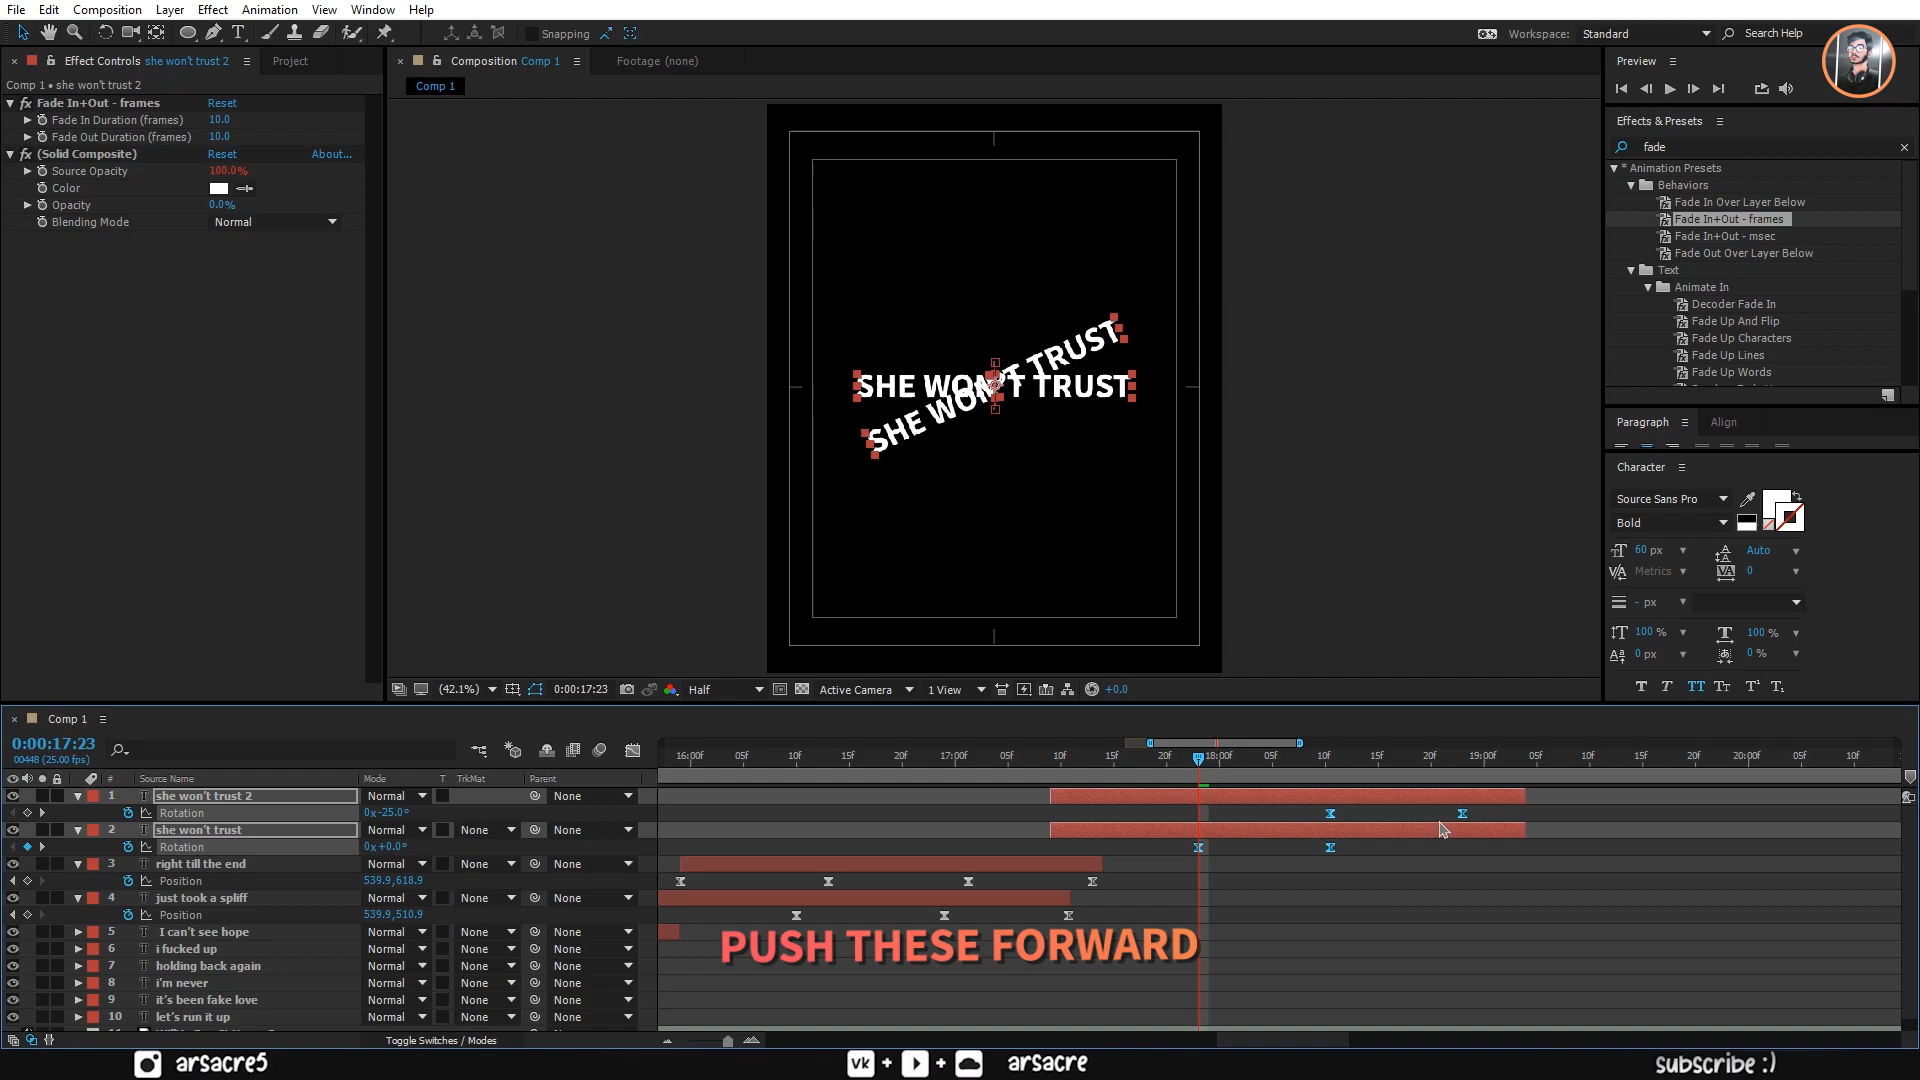 File Edit Composition Layer Effect Animation View Window Help
Snapping
Workspace: Standard Search Help
Effect Controls she won't trust 2
Project
Comp 1 • she won't trust 2
fx Fade In+Out - frames Reset
Fade In Duration (frames) 10.0
Fade Out Duration (frames) 10.0
fx (Solid Composite) Reset About...
Source Opacity 100.0%
Color
Opacity 0.0%
Blending Mode Normal
Composition Comp 1
Footage (none)
Comp 1
SHE WON'T TRUST
SHE WON'T TRUST
(42.1%) 0:00:17:23 Half Active Camera 1 View +0.0
Preview
Effects & Presets
fade
* Animation Presets
Behaviors
Fade In Over Layer Below
Fade In+Out - frames
Fade In+Out - msec
Fade Out Over Layer Below
Text
Animate In
Decoder Fade In
Fade Up And Flip
Fade Up Characters
Fade Up Lines
Fade Up Words
Paragraph Align
Character
Source Sans Pro
Bold
60 px Auto
Metrics 0
- px
100 % 100 %
0 px 0 %
Comp 1
0:00:17:23
00448 (25.00 fps)
# Source Name Mode T TrkMat Parent
16:00f 05f 10f 15f 20f 17:00f 05f 10f 15f 18:00f 05f 10f 15f 20f 19:00f 05f 10f 15f 20:00f 05f 10f
1 T she won't trust 2 Normal None
Rotation 0x-25.0°
2 T she won't trust Normal None None
Rotation 0x+0.0°
3 T right till the end Normal None None
Position 539.9,618.9
4 T just took a spliff Normal None None
Position 539.9,510.9
5 T I can't see hope Normal None None
6 T i fucked up Normal None None
7 T holding back again Normal None None
8 T i'm never Normal None None
9 T it's been fake love Normal None None
10 T let's run it up Normal None None
PUSH THESE FORWARD
Toggle Switches / Modes
arsacre5
vk + + arsacre
subscribe :)